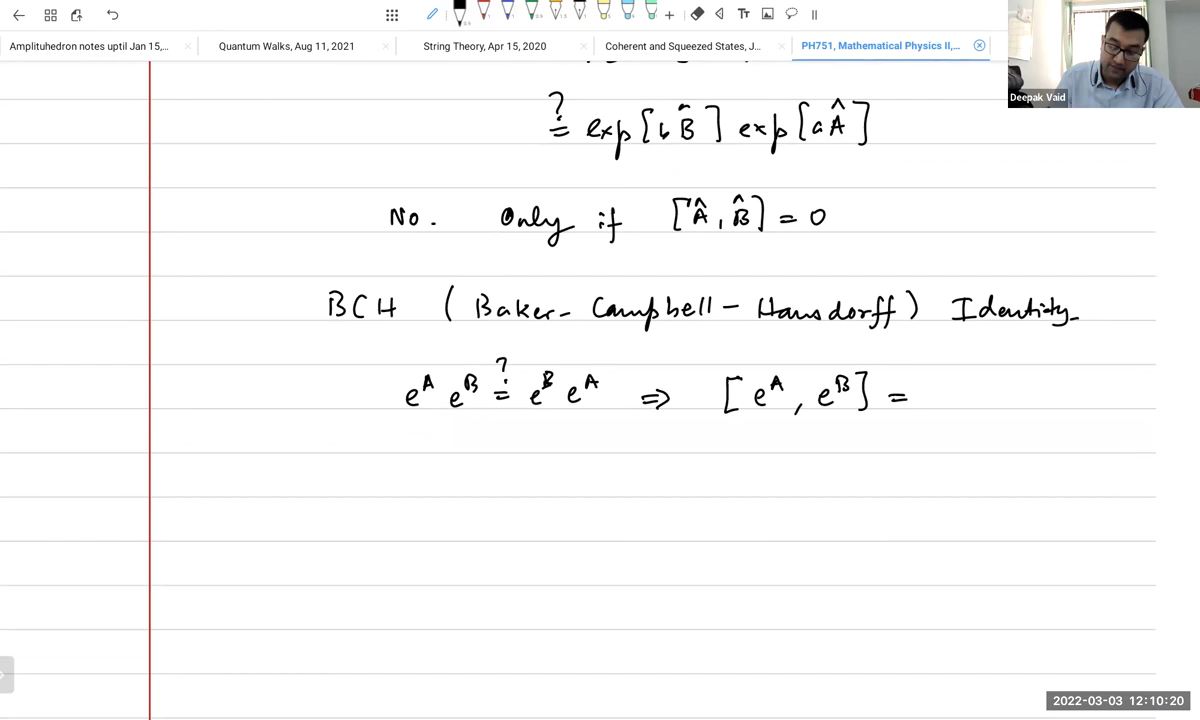 Amplituhedron notes uptil Jan 15,...
Quantum Walks, Aug 11, 2021
String Theory, Apr 15, 2020
Coherent and Squeezed States, J...
PH751, Mathematical Physics II,...
Deepak Vaid
≟ exp[b B̂] exp[a Â]
No. Only if [Â, B̂] = 0
BCH (Baker-Campbell-Hausdorff) Identity
e^A e^B ≟ e^B e^A ⇒ [e^A, e^B] =
2022-03-03 12:10:20